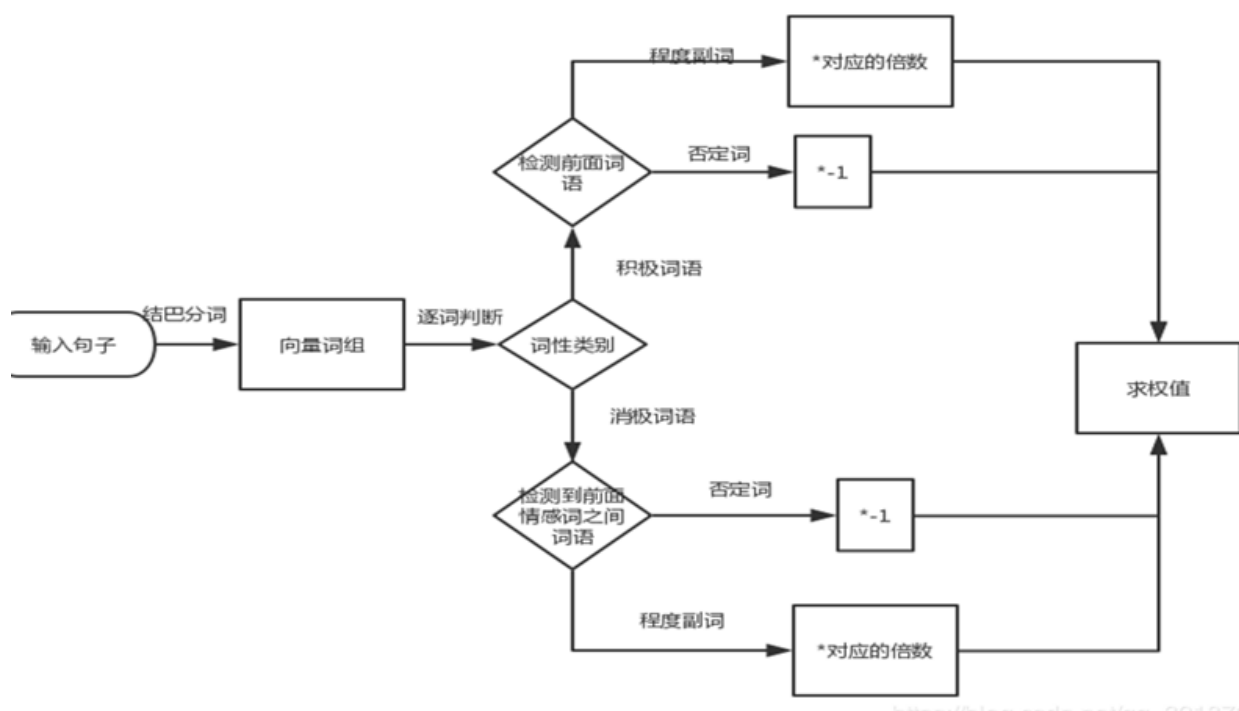 程度副词
*对应的倍数
检测前面词
语
否定词
*-1
积极词语
输入句子
结巴分词
向量词组
逐词判断
词性类别
求权值
消极词语
检测到前面
情感词之间
词语
否定词
*-1
程度副词
*对应的倍数